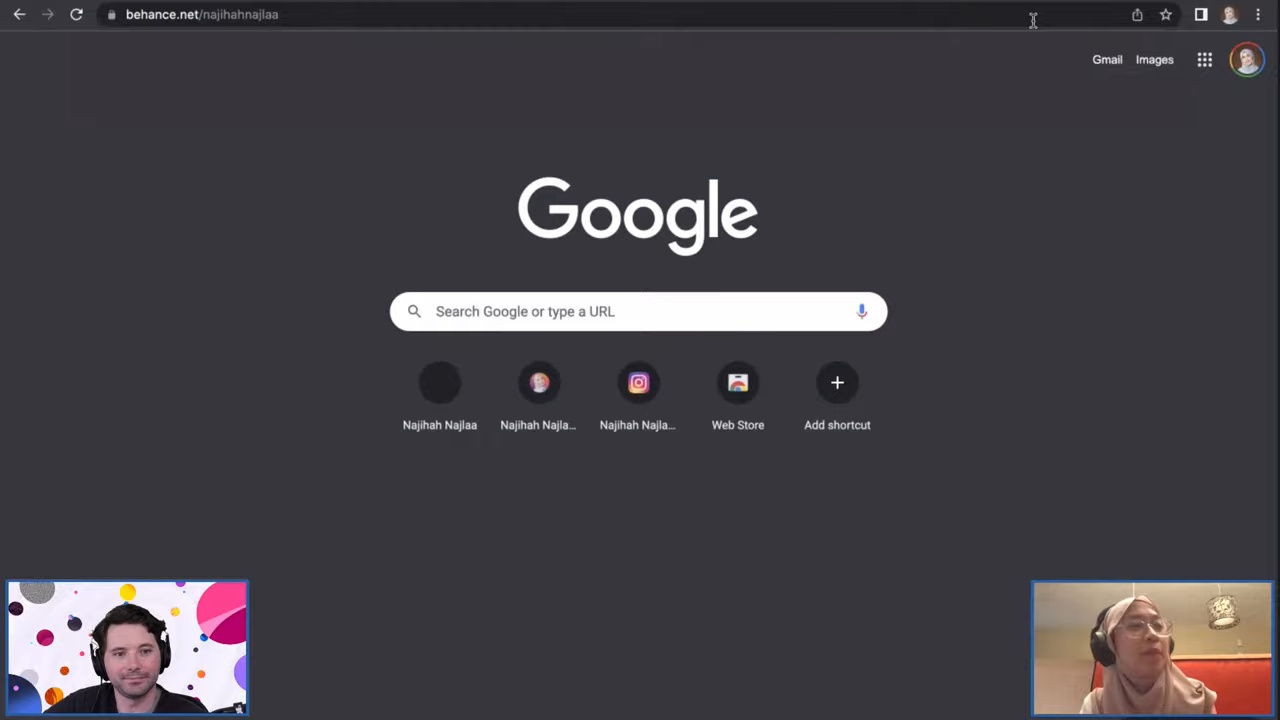 behance.net/najihahnajlaa
Gmail Images
Google
Search Google or type a URL
Najihah Najlaa
Najihah Najla...
Najihah Najla...
Web Store
Add shortcut